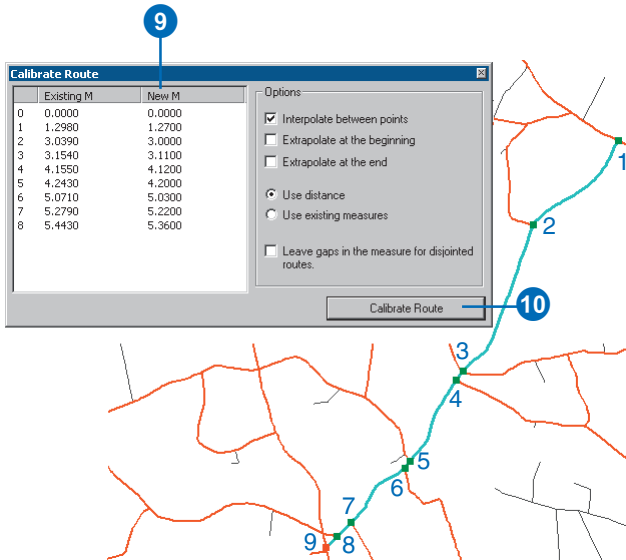 9
Calibrate Route
Existing M New M
0 0.0000 0.0000
1 1.2980 1.2700
2 3.0390 3.0000
3 3.1540 3.1100
4 4.1550 4.1200
5 4.2430 4.2000
6 5.0710 5.0300
7 5.2790 5.2200
8 5.4430 5.3600
Options
Interpolate between points
Extrapolate at the beginning
Extrapolate at the end
Use distance
Use existing measures
Leave gaps in the measure for disjointed
routes.
Calibrate Route
10
1
2
3
4
5
6
7
8
9